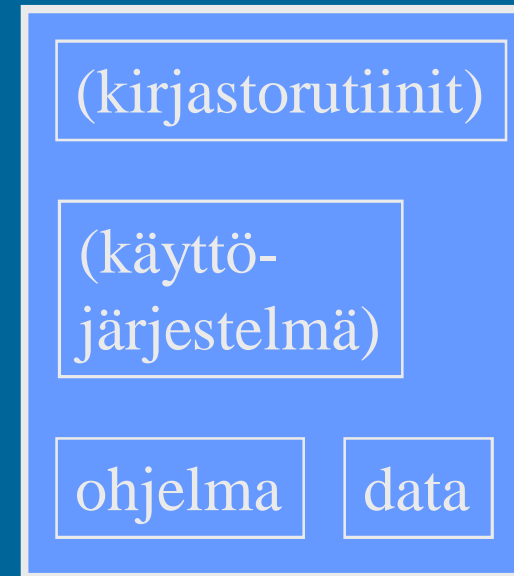 (kirjastorutiinit)
(käyttö-
järjestelmä)
ohjelma
data